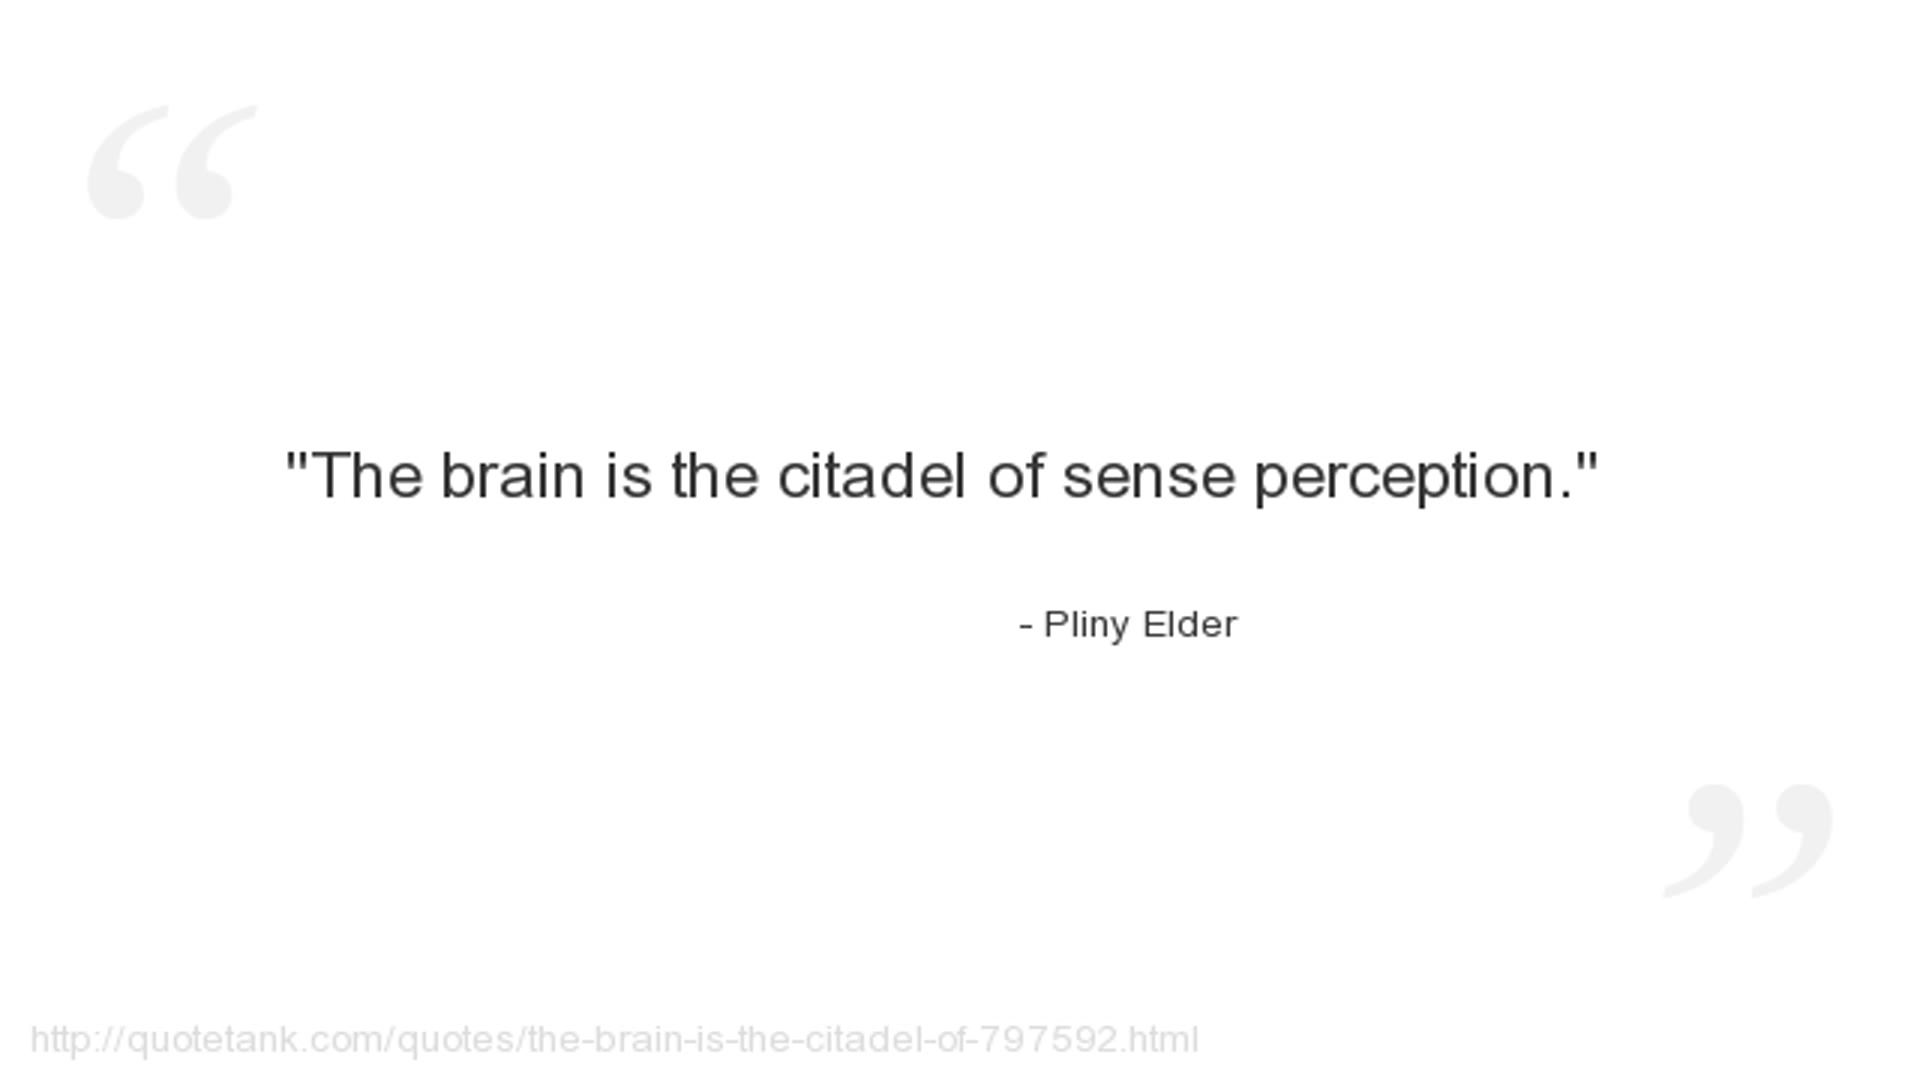 "The brain is the citadel of sense perception."
- Pliny Elder
http://quotetank.com/quotes/the-brain-is-the-citadel-of-797592.html